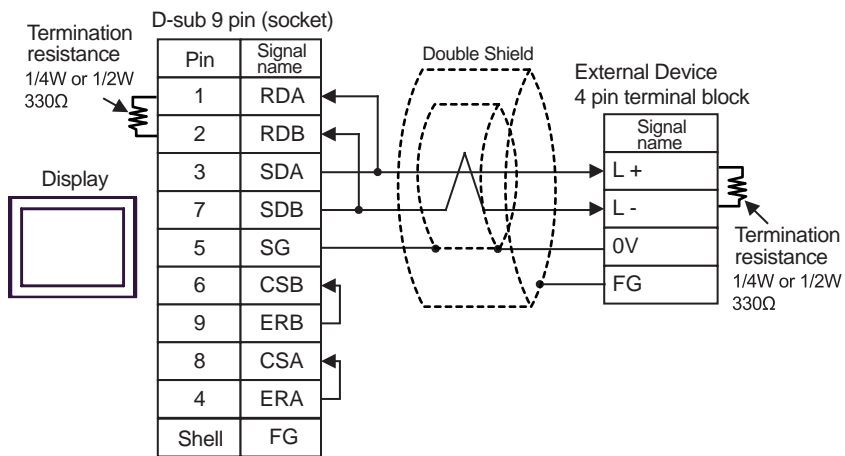 D-sub 9 pin (socket)
Termination
resistance
1/4W or 1/2W
330Ω
Display
Pin Signal name
1 RDA
2 RDB
3 SDA
7 SDB
5 SG
6 CSB
9 ERB
8 CSA
4 ERA
Shell FG
Double Shield
External Device
4 pin terminal block
Signal
name
L +
L -
0V
FG
Termination
resistance
1/4W or 1/2W
330Ω